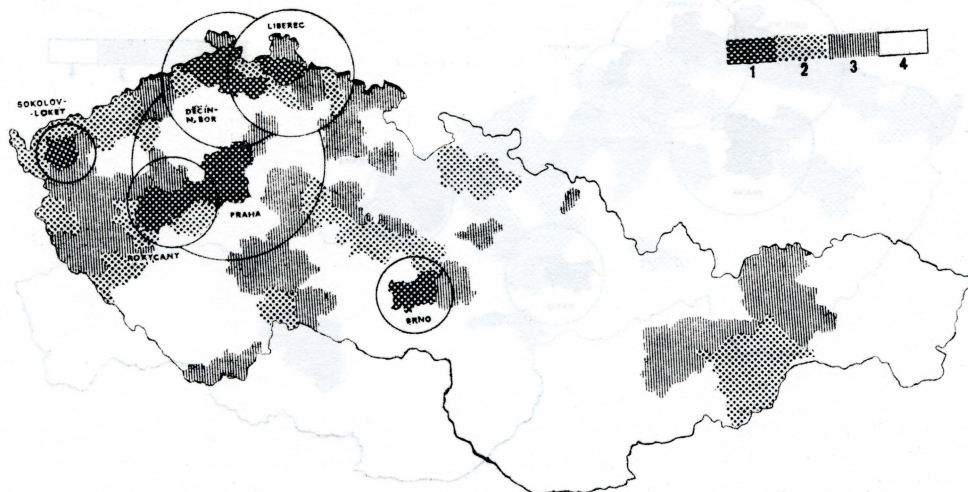 LIBEREC
1 2 3 4
SOKOLOV-
-LOKET
DĚČÍN-
N. BOR
PRAHA
ROKYCANY
BRNO